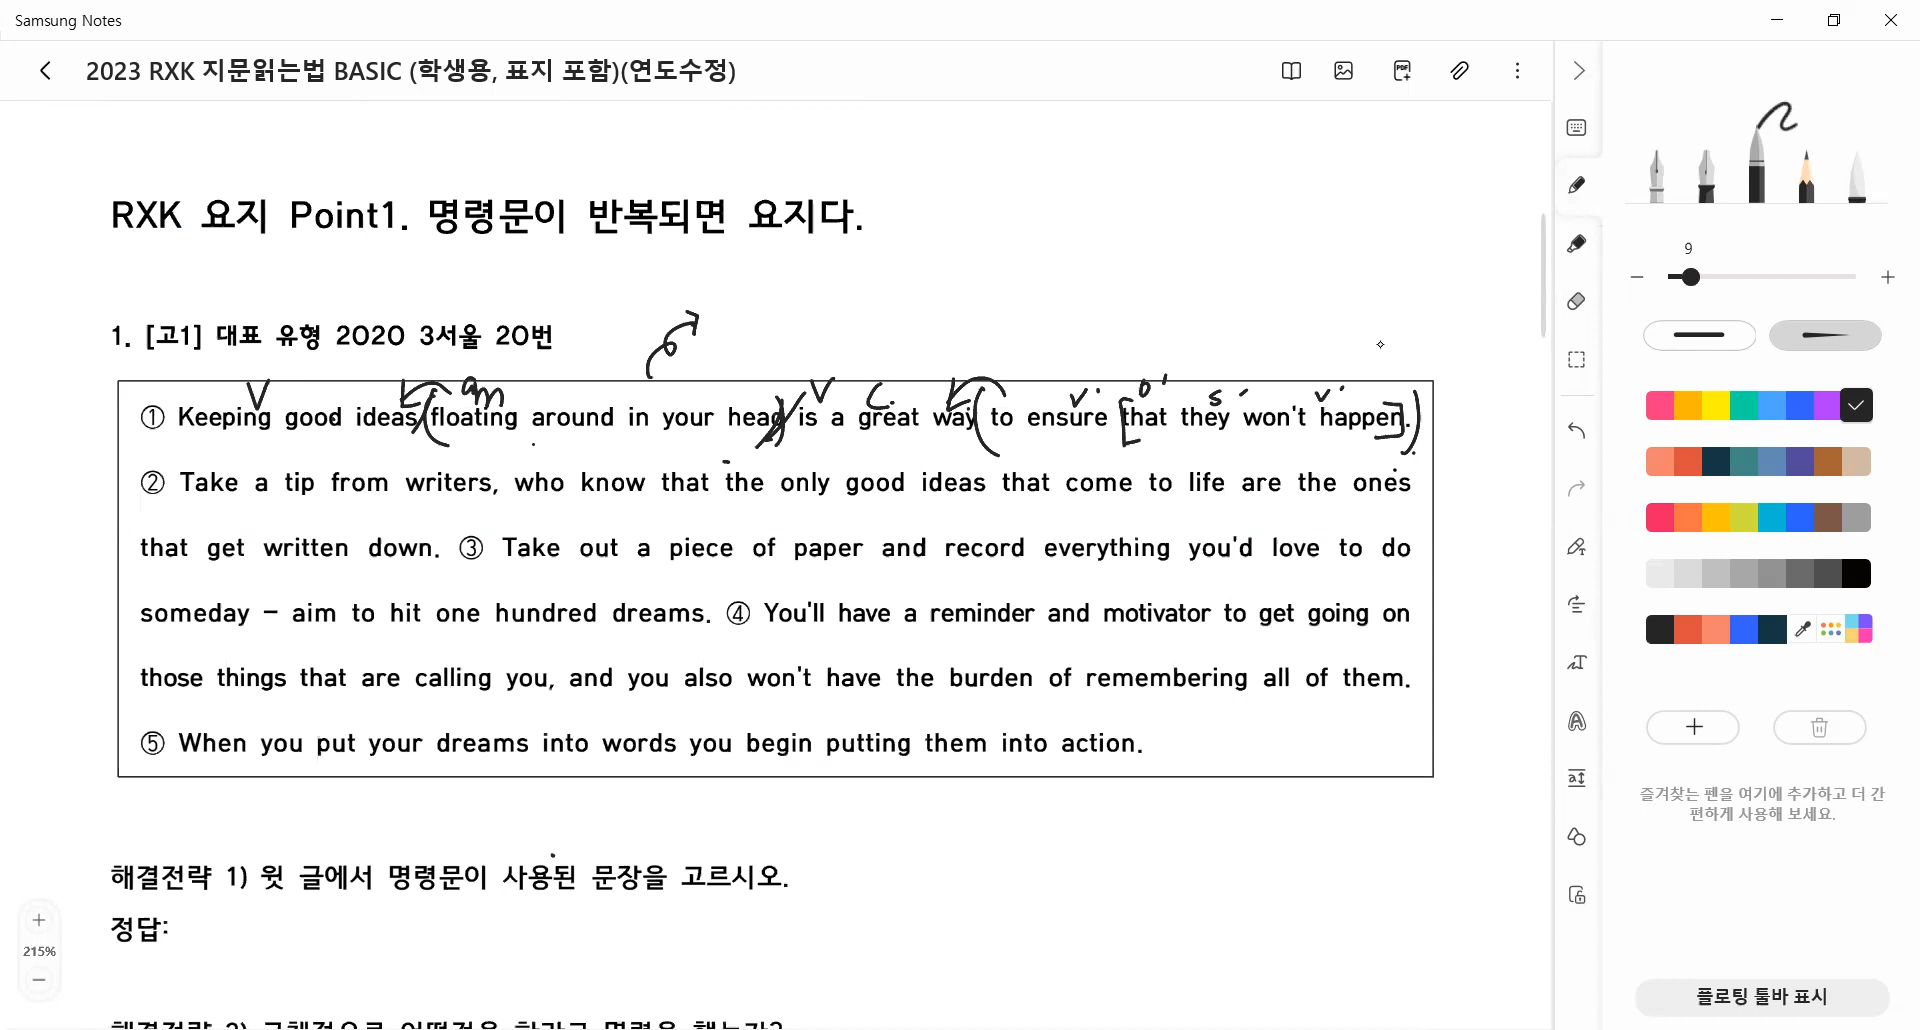 Samsung Notes
2023 RXK 지문읽는법 BASIC (학생용, 표지 포함)(연도수정)
RXK 요지 Point1. 명령문이 반복되면 요지다.
9
1. [고1] 대표 유형 2020 3서울 20번
V am V C. v' o' s' v'
① Keeping good ideas floating around in your head is a great way to ensure that they won't happen.
② Take a tip from writers, who know that the only good ideas that come to life are the ones
that get written down. ③ Take out a piece of paper and record everything you'd love to do
someday – aim to hit one hundred dreams. ④ You'll have a reminder and motivator to get going on
those things that are calling you, and you also won't have the burden of remembering all of them.
⑤ When you put your dreams into words you begin putting them into action.
즐겨찾는 펜을 여기에 추가하고 더 간
편하게 사용해 보세요.
해결전략 1) 윗 글에서 명령문이 사용된 문장을 고르시오.
정답:
215%
플로팅 툴바 표시